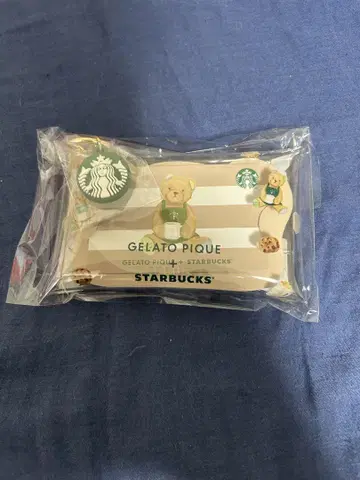 GELATO PIQUE
GELATO PIQUE + STARBUCKS
+
STARBUCKS